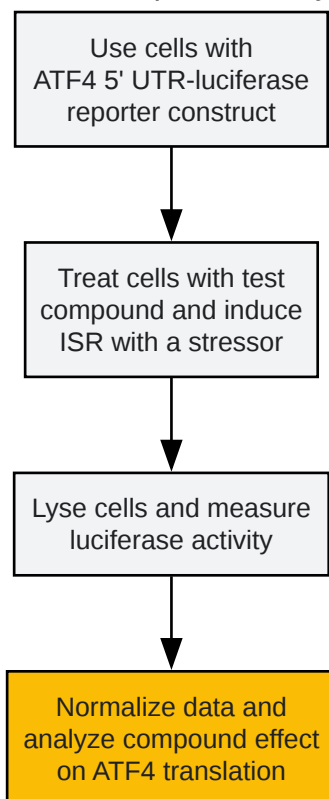 Use cells with
ATF4 5' UTR-luciferase
reporter construct
Treat cells with test
compound and induce
ISR with a stressor
Lyse cells and measure
luciferase activity
Normalize data and
analyze compound effect
on ATF4 translation